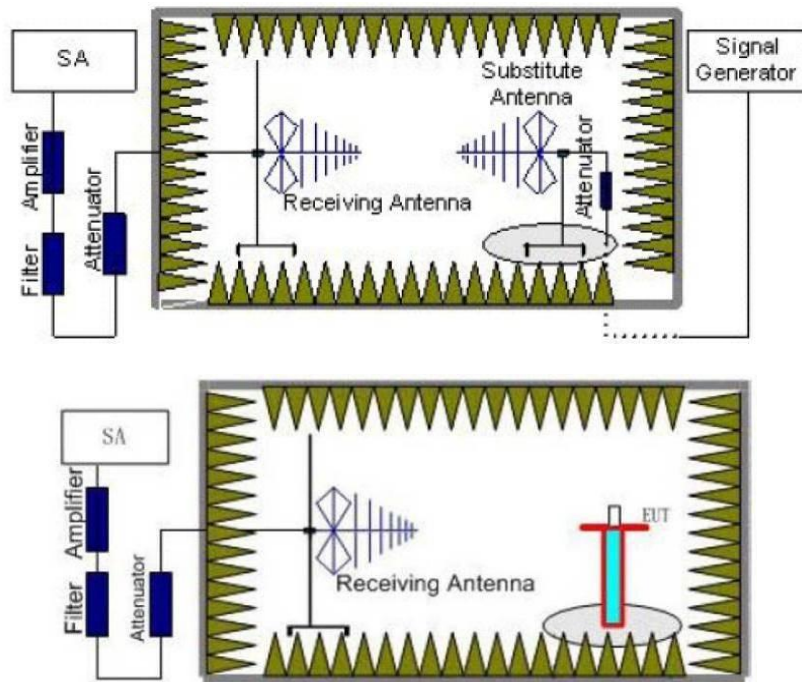 SA
Signal
Generator
Substitute
Antenna
Amplifier
Attenuator
Attenuator
Filter
Receiving Antenna
SA
EUT
Amplifier
Receiving Antenna
Filter
Attenuator